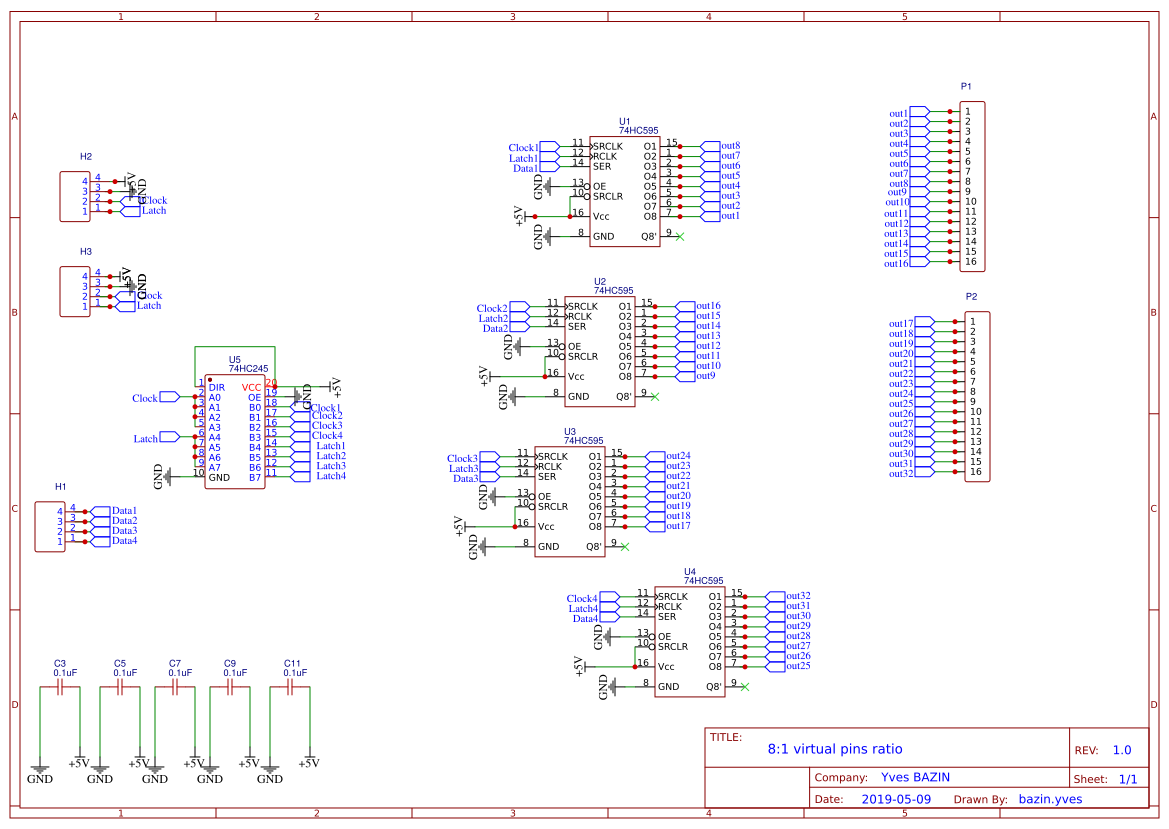 1 2 3 4 5
A A
B B
C C
D D
1 2 3 4 5
H2
4 4 +5V
3 3 GND
2 2 Clock
1 1 Latch
H3
4 4 +5V
3 3 GND
2 2 Clock
1 1 Latch
U5
74HC245
1 DIR VCC 20 +5V
Clock 2 A0 OE 19 GND
3 A1 B0 18 Clock1
4 A2 B1 17 Clock2
5 A3 B2 16 Clock3
Latch 6 A4 B3 15 Clock4
7 A5 B4 14 Latch1
8 A6 B5 13 Latch2
9 A7 B6 12 Latch3
GND 10 GND B7 11 Latch4
H1
4 4 Data1
3 3 Data2
2 2 Data3
1 1 Data4
U1
74HC595
Clock1 11 SRCLK O1 15 out8
Latch1 12 RCLK O2 1 out7
Data1 14 SER O3 2 out6
O4 3 out5
GND 13 OE O5 4 out4
10 SRCLR O6 5 out3
O7 6 out2
+5V 16 Vcc O8 7 out1
GND 8 GND Q8' 9
U2
74HC595
Clock2 11 SRCLK O1 15 out16
Latch2 12 RCLK O2 1 out15
Data2 14 SER O3 2 out14
O4 3 out13
GND 13 OE O5 4 out12
10 SRCLR O6 5 out11
O7 6 out10
+5V 16 Vcc O8 7 out9
GND 8 GND Q8' 9
U3
74HC595
Clock3 11 SRCLK O1 15 out24
Latch3 12 RCLK O2 1 out23
Data3 14 SER O3 2 out22
O4 3 out21
GND 13 OE O5 4 out20
10 SRCLR O6 5 out19
O7 6 out18
+5V 16 Vcc O8 7 out17
GND 8 GND Q8' 9
U4
74HC595
Clock4 11 SRCLK O1 15 out32
Latch4 12 RCLK O2 1 out31
Data4 14 SER O3 2 out30
O4 3 out29
GND 13 OE O5 4 out28
10 SRCLR O6 5 out27
O7 6 out26
+5V 16 Vcc O8 7 out25
GND 8 GND Q8' 9
P1
out1 1
out2 2
out3 3
out4 4
out5 5
out6 6
out7 7
out8 8
out9 9
out10 10
out11 11
out12 12
out13 13
out14 14
out15 15
out16 16
P2
out17 1
out18 2
out19 3
out20 4
out21 5
out22 6
out23 7
out24 8
out25 9
out26 10
out27 11
out28 12
out29 13
out30 14
out31 15
out32 16
C3 C5 C7 C9 C11
0.1uF 0.1uF 0.1uF 0.1uF 0.1uF
+5V +5V +5V +5V +5V
GND GND GND GND GND
TITLE:
8:1 virtual pins ratio
REV: 1.0
Company: Yves BAZIN
Sheet: 1/1
Date: 2019-05-09 Drawn By: bazin.yves